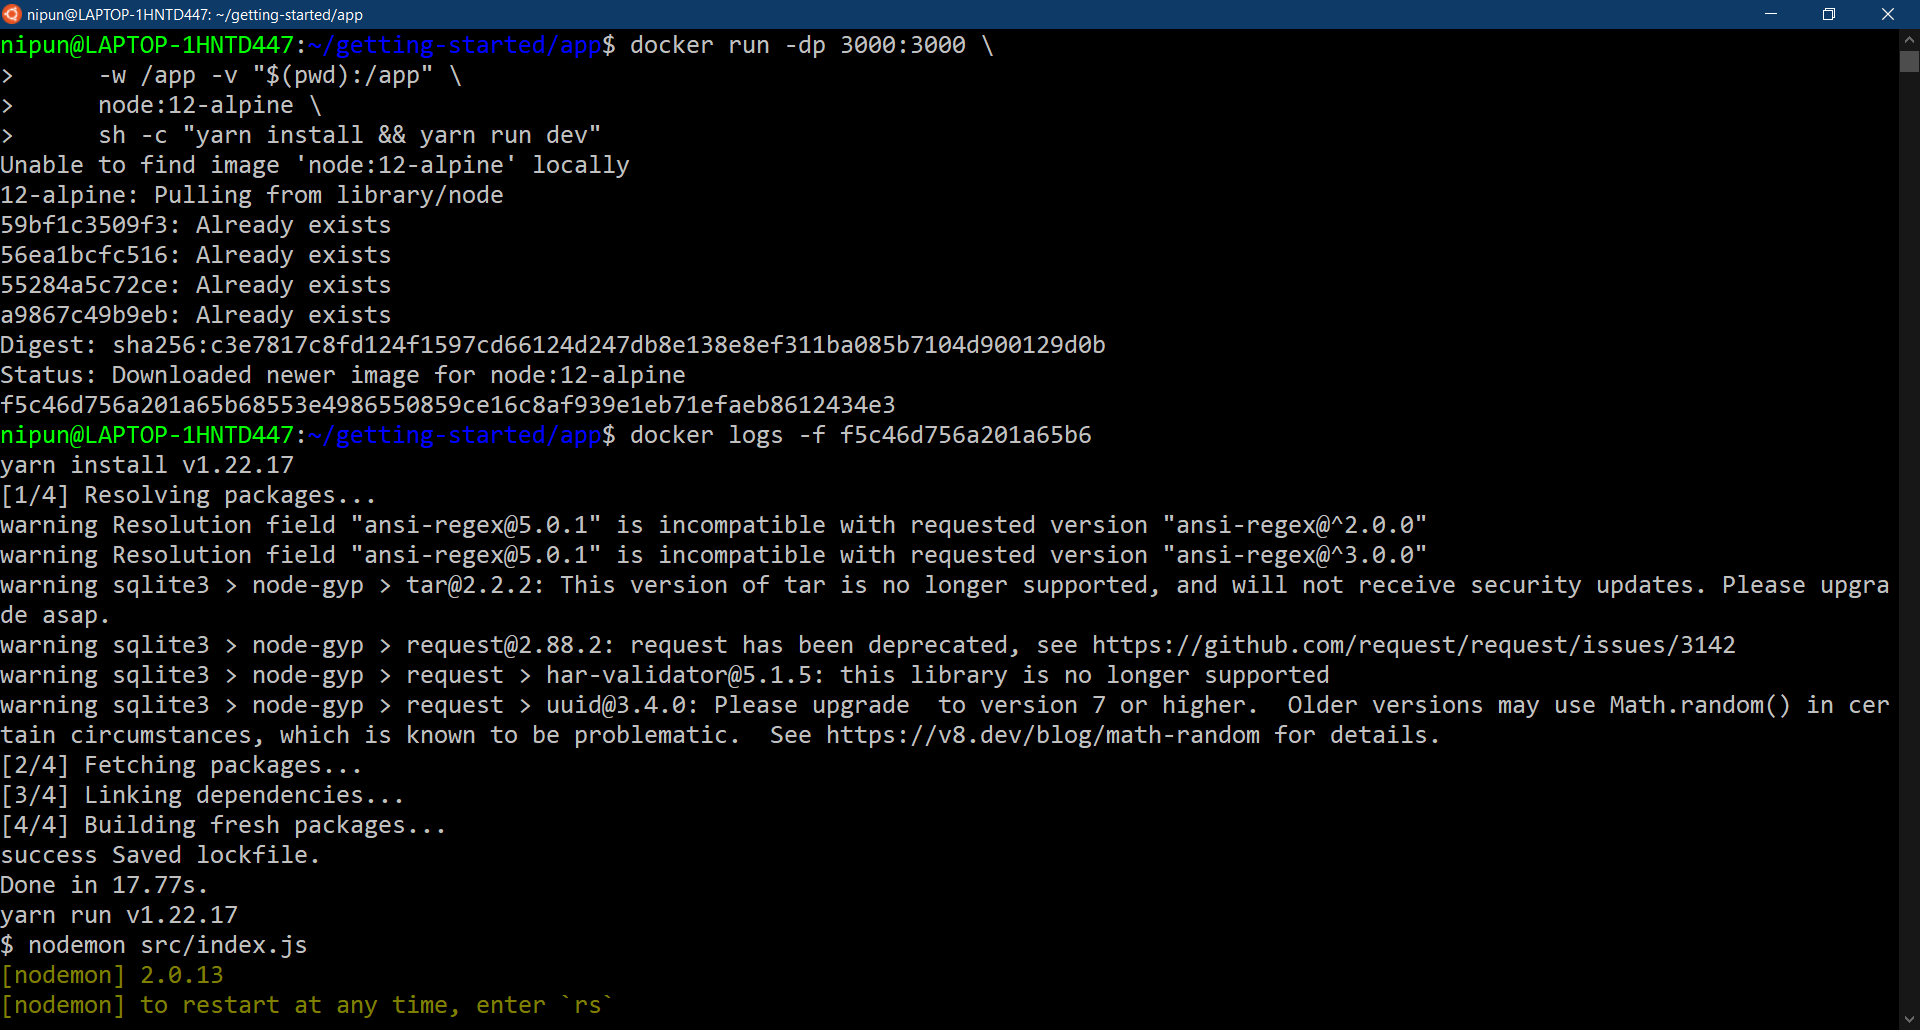 nipun@LAPTOP-1HNTD447: ~/getting-started/app
nipun@LAPTOP-1HNTD447:~/getting-started/app$ docker run -dp 3000:3000 \
>      -w /app -v "$(pwd):/app" \
>      node:12-alpine \
>      sh -c "yarn install && yarn run dev"
Unable to find image 'node:12-alpine' locally
12-alpine: Pulling from library/node
59bf1c3509f3: Already exists
56ea1bcfc516: Already exists
55284a5c72ce: Already exists
a9867c49b9eb: Already exists
Digest: sha256:c3e7817c8fd124f1597cd66124d247db8e138e8ef311ba085b7104d900129d0b
Status: Downloaded newer image for node:12-alpine
f5c46d756a201a65b68553e4986550859ce16c8af939e1eb71efaeb8612434e3
nipun@LAPTOP-1HNTD447:~/getting-started/app$ docker logs -f f5c46d756a201a65b6
yarn install v1.22.17
[1/4] Resolving packages...
warning Resolution field "ansi-regex@5.0.1" is incompatible with requested version "ansi-regex@^2.0.0"
warning Resolution field "ansi-regex@5.0.1" is incompatible with requested version "ansi-regex@^3.0.0"
warning sqlite3 > node-gyp > tar@2.2.2: This version of tar is no longer supported, and will not receive security updates. Please upgra
de asap.
warning sqlite3 > node-gyp > request@2.88.2: request has been deprecated, see https://github.com/request/request/issues/3142
warning sqlite3 > node-gyp > request > har-validator@5.1.5: this library is no longer supported
warning sqlite3 > node-gyp > request > uuid@3.4.0: Please upgrade  to version 7 or higher.  Older versions may use Math.random() in cer
tain circumstances, which is known to be problematic.  See https://v8.dev/blog/math-random for details.
[2/4] Fetching packages...
[3/4] Linking dependencies...
[4/4] Building fresh packages...
success Saved lockfile.
Done in 17.77s.
yarn run v1.22.17
$ nodemon src/index.js
[nodemon] 2.0.13
[nodemon] to restart at any time, enter `rs`